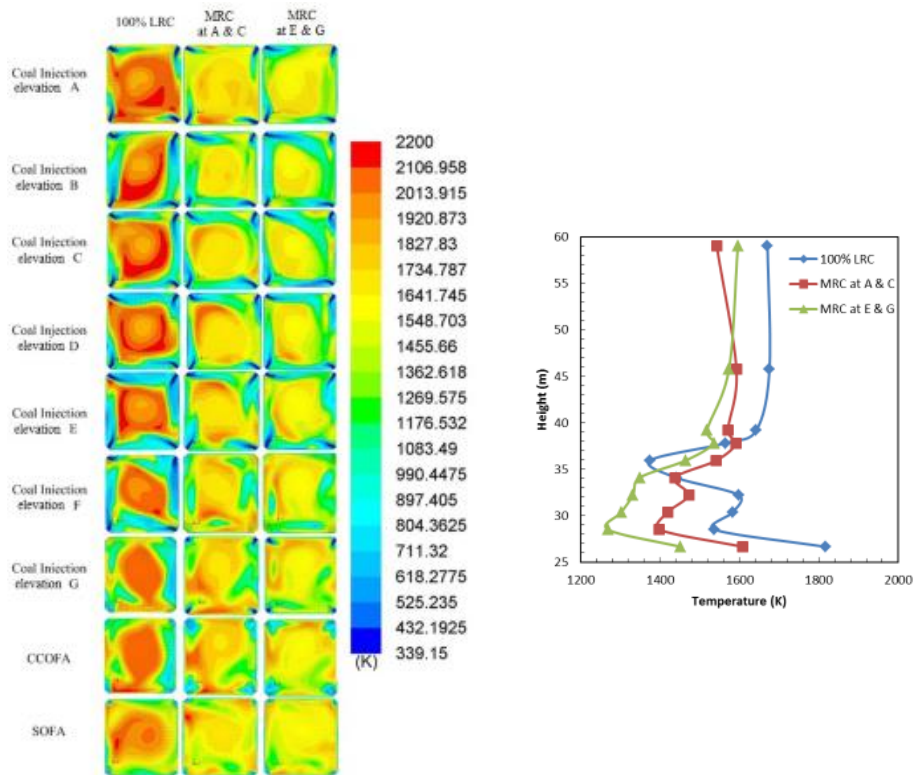 100% LRC
MRC
at A & C
MRC
at E & G
Coal Injection
elevation A
Coal Injection
elevation B
Coal Injection
elevation C
Coal Injection
elevation D
Coal Injection
elevation E
Coal Injection
elevation F
Coal Injection
elevation G
CCOFA
SOFA
2200
2106.958
2013.915
1920.873
1827.83
1734.787
1641.745
1548.703
1455.66
1362.618
1269.575
1176.532
1083.49
990.4475
897.405
804.3625
711.32
618.2775
525.235
432.1925
339.15
(K)
60
55
50
45
40
35
30
25
Height (m)
100% LRC
MRC at A & C
MRC at E & G
1200 1400 1600 1800 2000
Temperature (K)